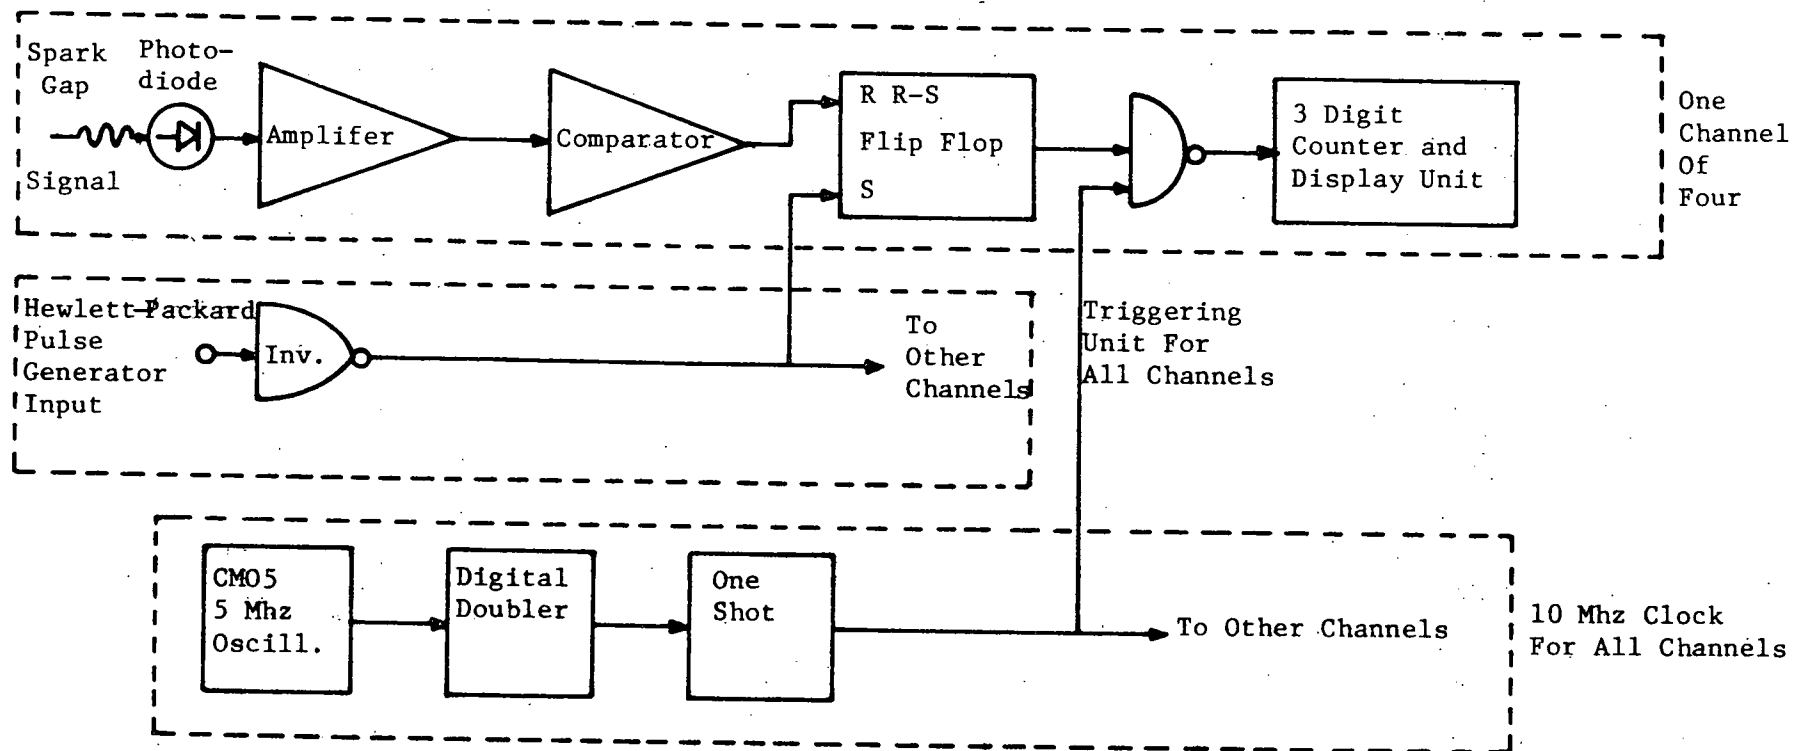 Spark
Gap
Photo-
diode
Signal
Amplifer
Comparator
R R-S
Flip Flop
S
3 Digit
Counter and
Display Unit
One
Channel
Of
Four
Hewlett-Packard
Pulse
Generator
Input
Inv.
To
Other
Channels
Triggering
Unit For
All Channels
CMO5
5 Mhz
Oscill.
Digital
Doubler
One
Shot
To Other Channels
10 Mhz Clock
For All Channels